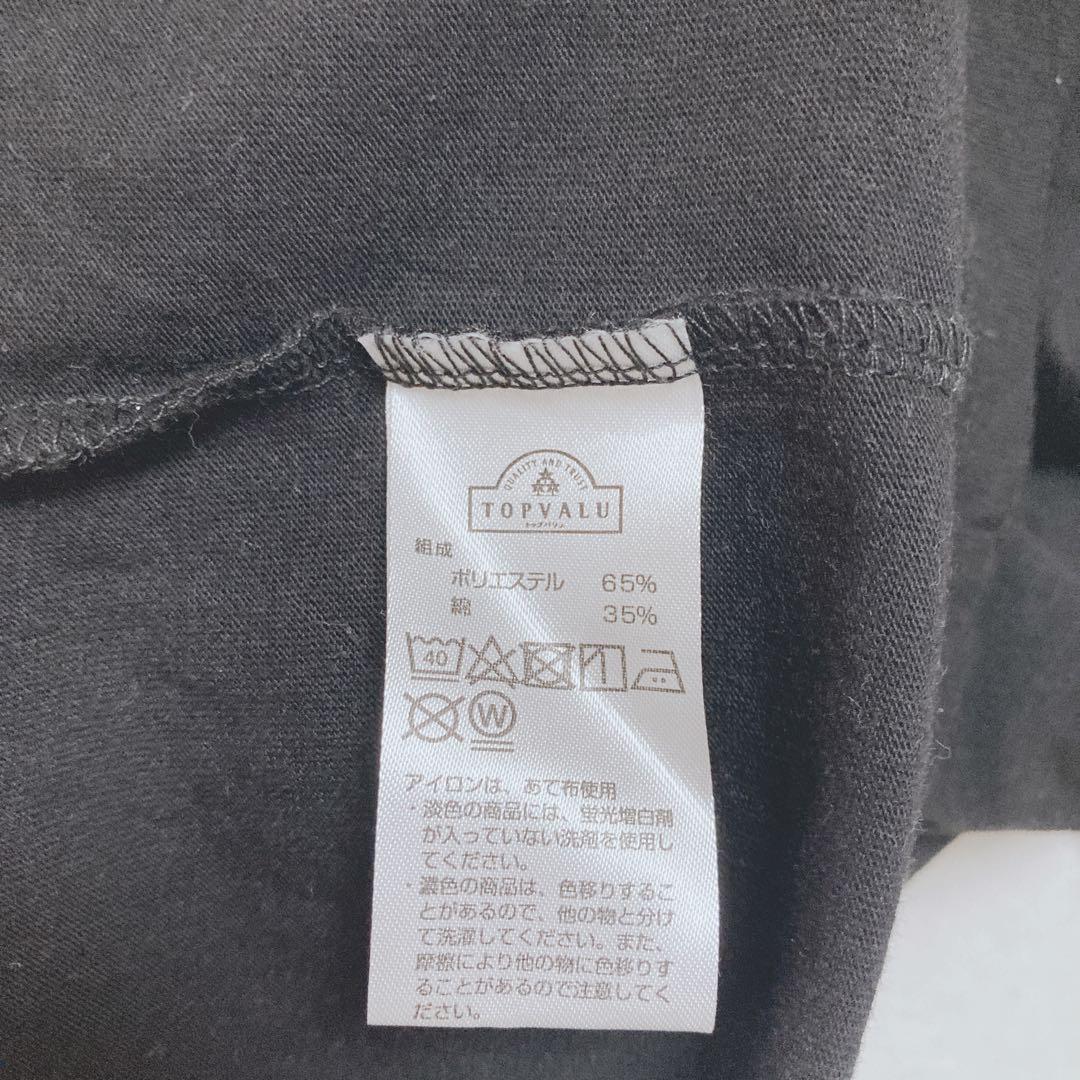 QUALITY AND TRUST
TOPVALU
トップバリュ
組成
ポリエステル 65%
綿 35%
40
W
アイロンは、あて布使用
・淡色の商品には、蛍光増白剤
が入っていない洗剤を使用し
てください。
・濃色の商品は、色移りするこ
とがあるので、他の物と分け
て洗濯してください。また、
摩擦により他の物に色移りす
ることがあるので注意してく
ださい。